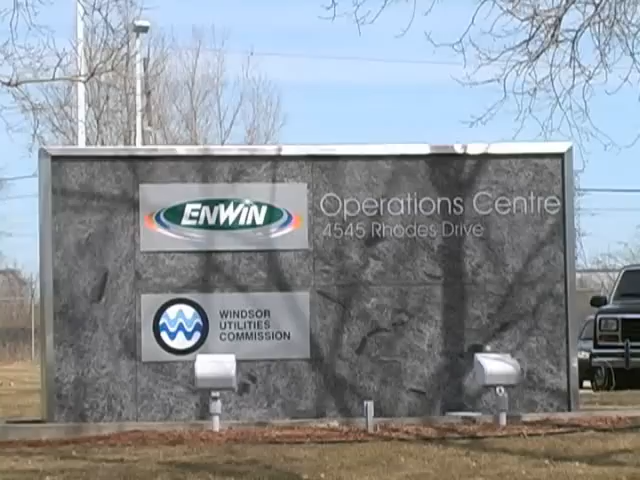 ENWIN
Operations Centre
4545 Rhodes Drive
WINDSOR
UTILITIES
COMMISSION